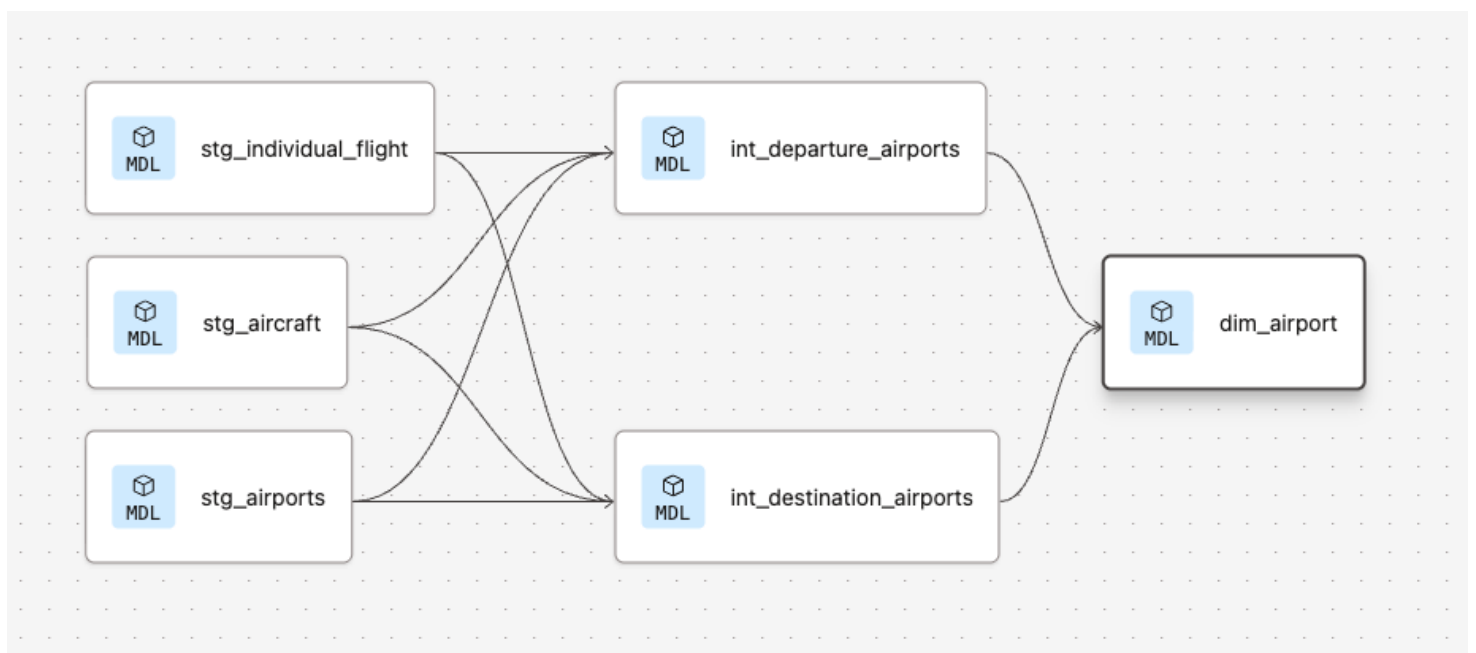 stg_individual_flight
MDL
int_departure_airports
MDL
stg_aircraft
MDL
dim_airport
MDL
stg_airports
MDL
int_destination_airports
MDL